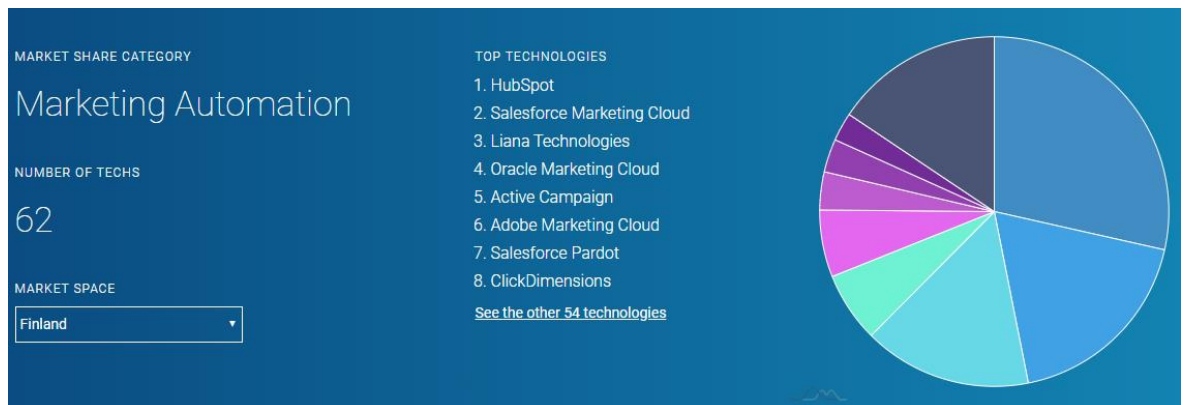 MARKET SHARE CATEGORY
Marketing Automation
NUMBER OF TECHS
62
MARKET SPACE
Finland
TOP TECHNOLOGIES
1. HubSpot
2. Salesforce Marketing Cloud
3. Liana Technologies
4. Oracle Marketing Cloud
5. Active Campaign
6. Adobe Marketing Cloud
7. Salesforce Pardot
8. ClickDimensions
See the other 54 technologies